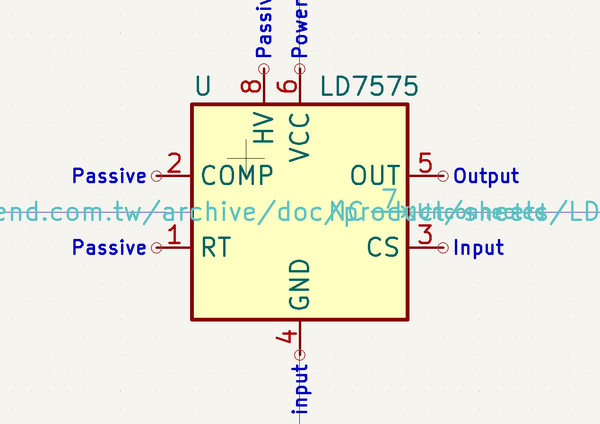 Passiv
Power
8
6
U
LD7575
HV
VCC
Passive
2
COMP
OUT
5
Output
7
NC
end.com.tw/archive/doc/
product/sheets/LD
Passive
1
RT
CS
3
Input
GND
4
input